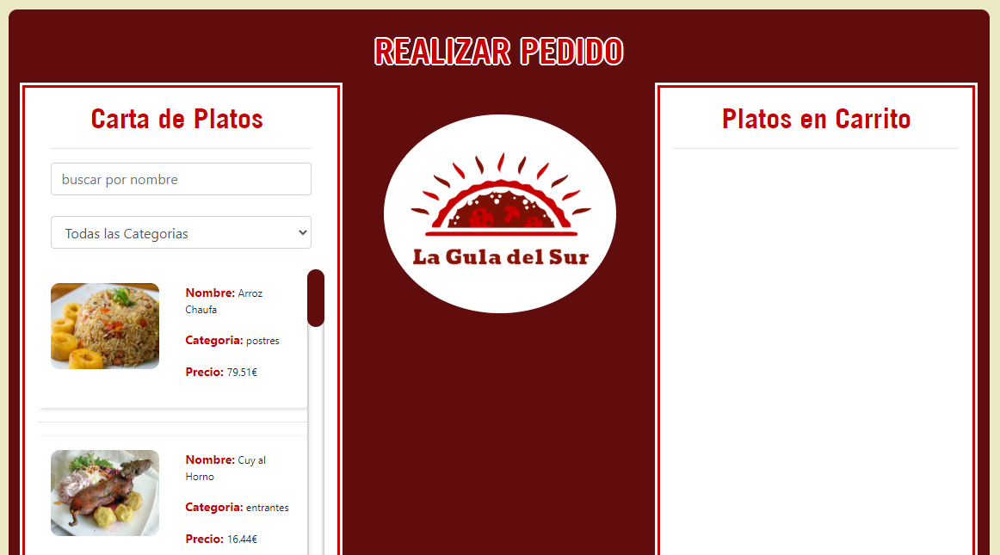 REALIZAR PEDIDO
Carta de Platos
buscar por nombre
Todas las Categorias
Nombre: Arroz
Chaufa
Categoria: postres
Precio: 79.51€
Nombre: Cuy al
Horno
Categoria: entrantes
Precio: 16.44€
La Gula del Sur
Platos en Carrito